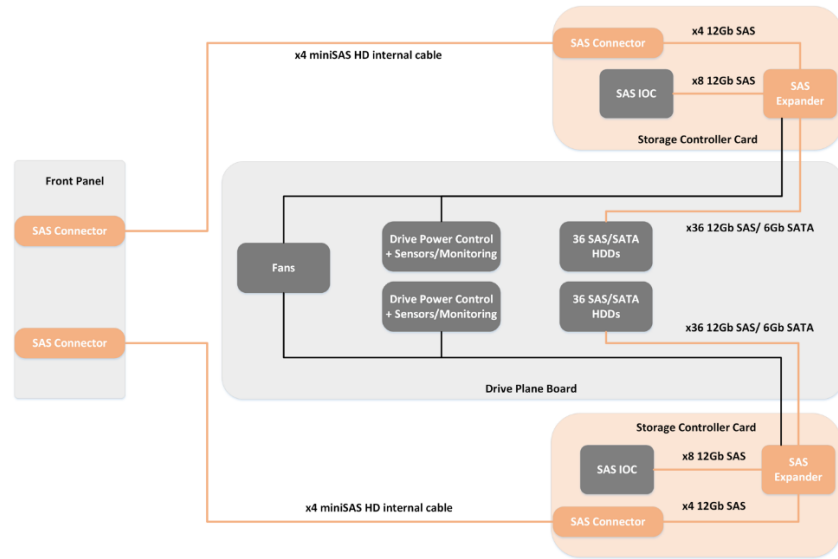 SAS Connector
x4 12Gb SAS
x4 miniSAS HD internal cable
SAS IOC
x8 12Gb SAS
SAS
Expander
Storage Controller Card
Front Panel
SAS Connector
Drive Power Control
+ Sensors/Monitoring
36 SAS/SATA
HDDs
x36 12Gb SAS/ 6Gb SATA
Fans
Drive Power Control
+ Sensors/Monitoring
36 SAS/SATA
HDDs
x36 12Gb SAS/ 6Gb SATA
SAS Connector
Drive Plane Board
Storage Controller Card
SAS IOC
x8 12Gb SAS
SAS
Expander
x4 miniSAS HD internal cable
SAS Connector
x4 12Gb SAS